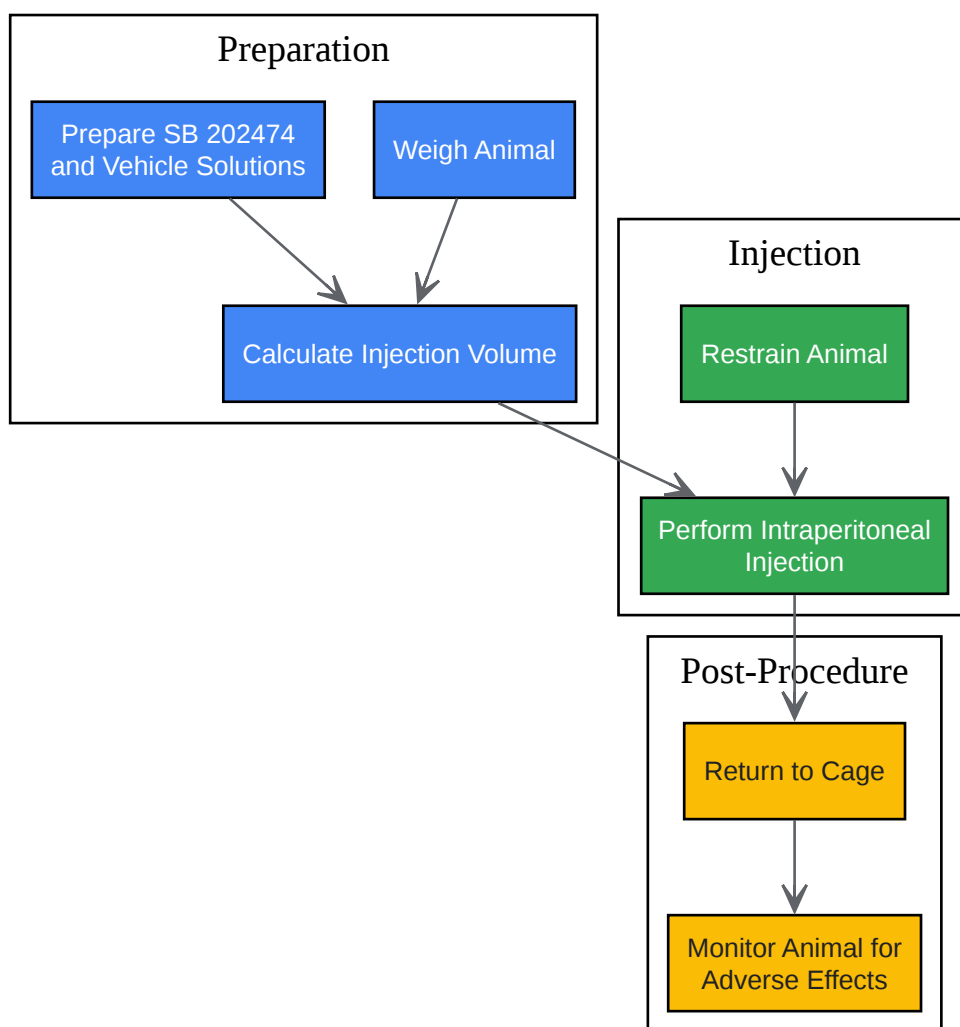 Preparation
Prepare SB 202474
and Vehicle Solutions
Weigh Animal
Calculate Injection Volume
Injection
Restrain Animal
Perform Intraperitoneal
Injection
Post-Procedure
Return to Cage
Monitor Animal for
Adverse Effects